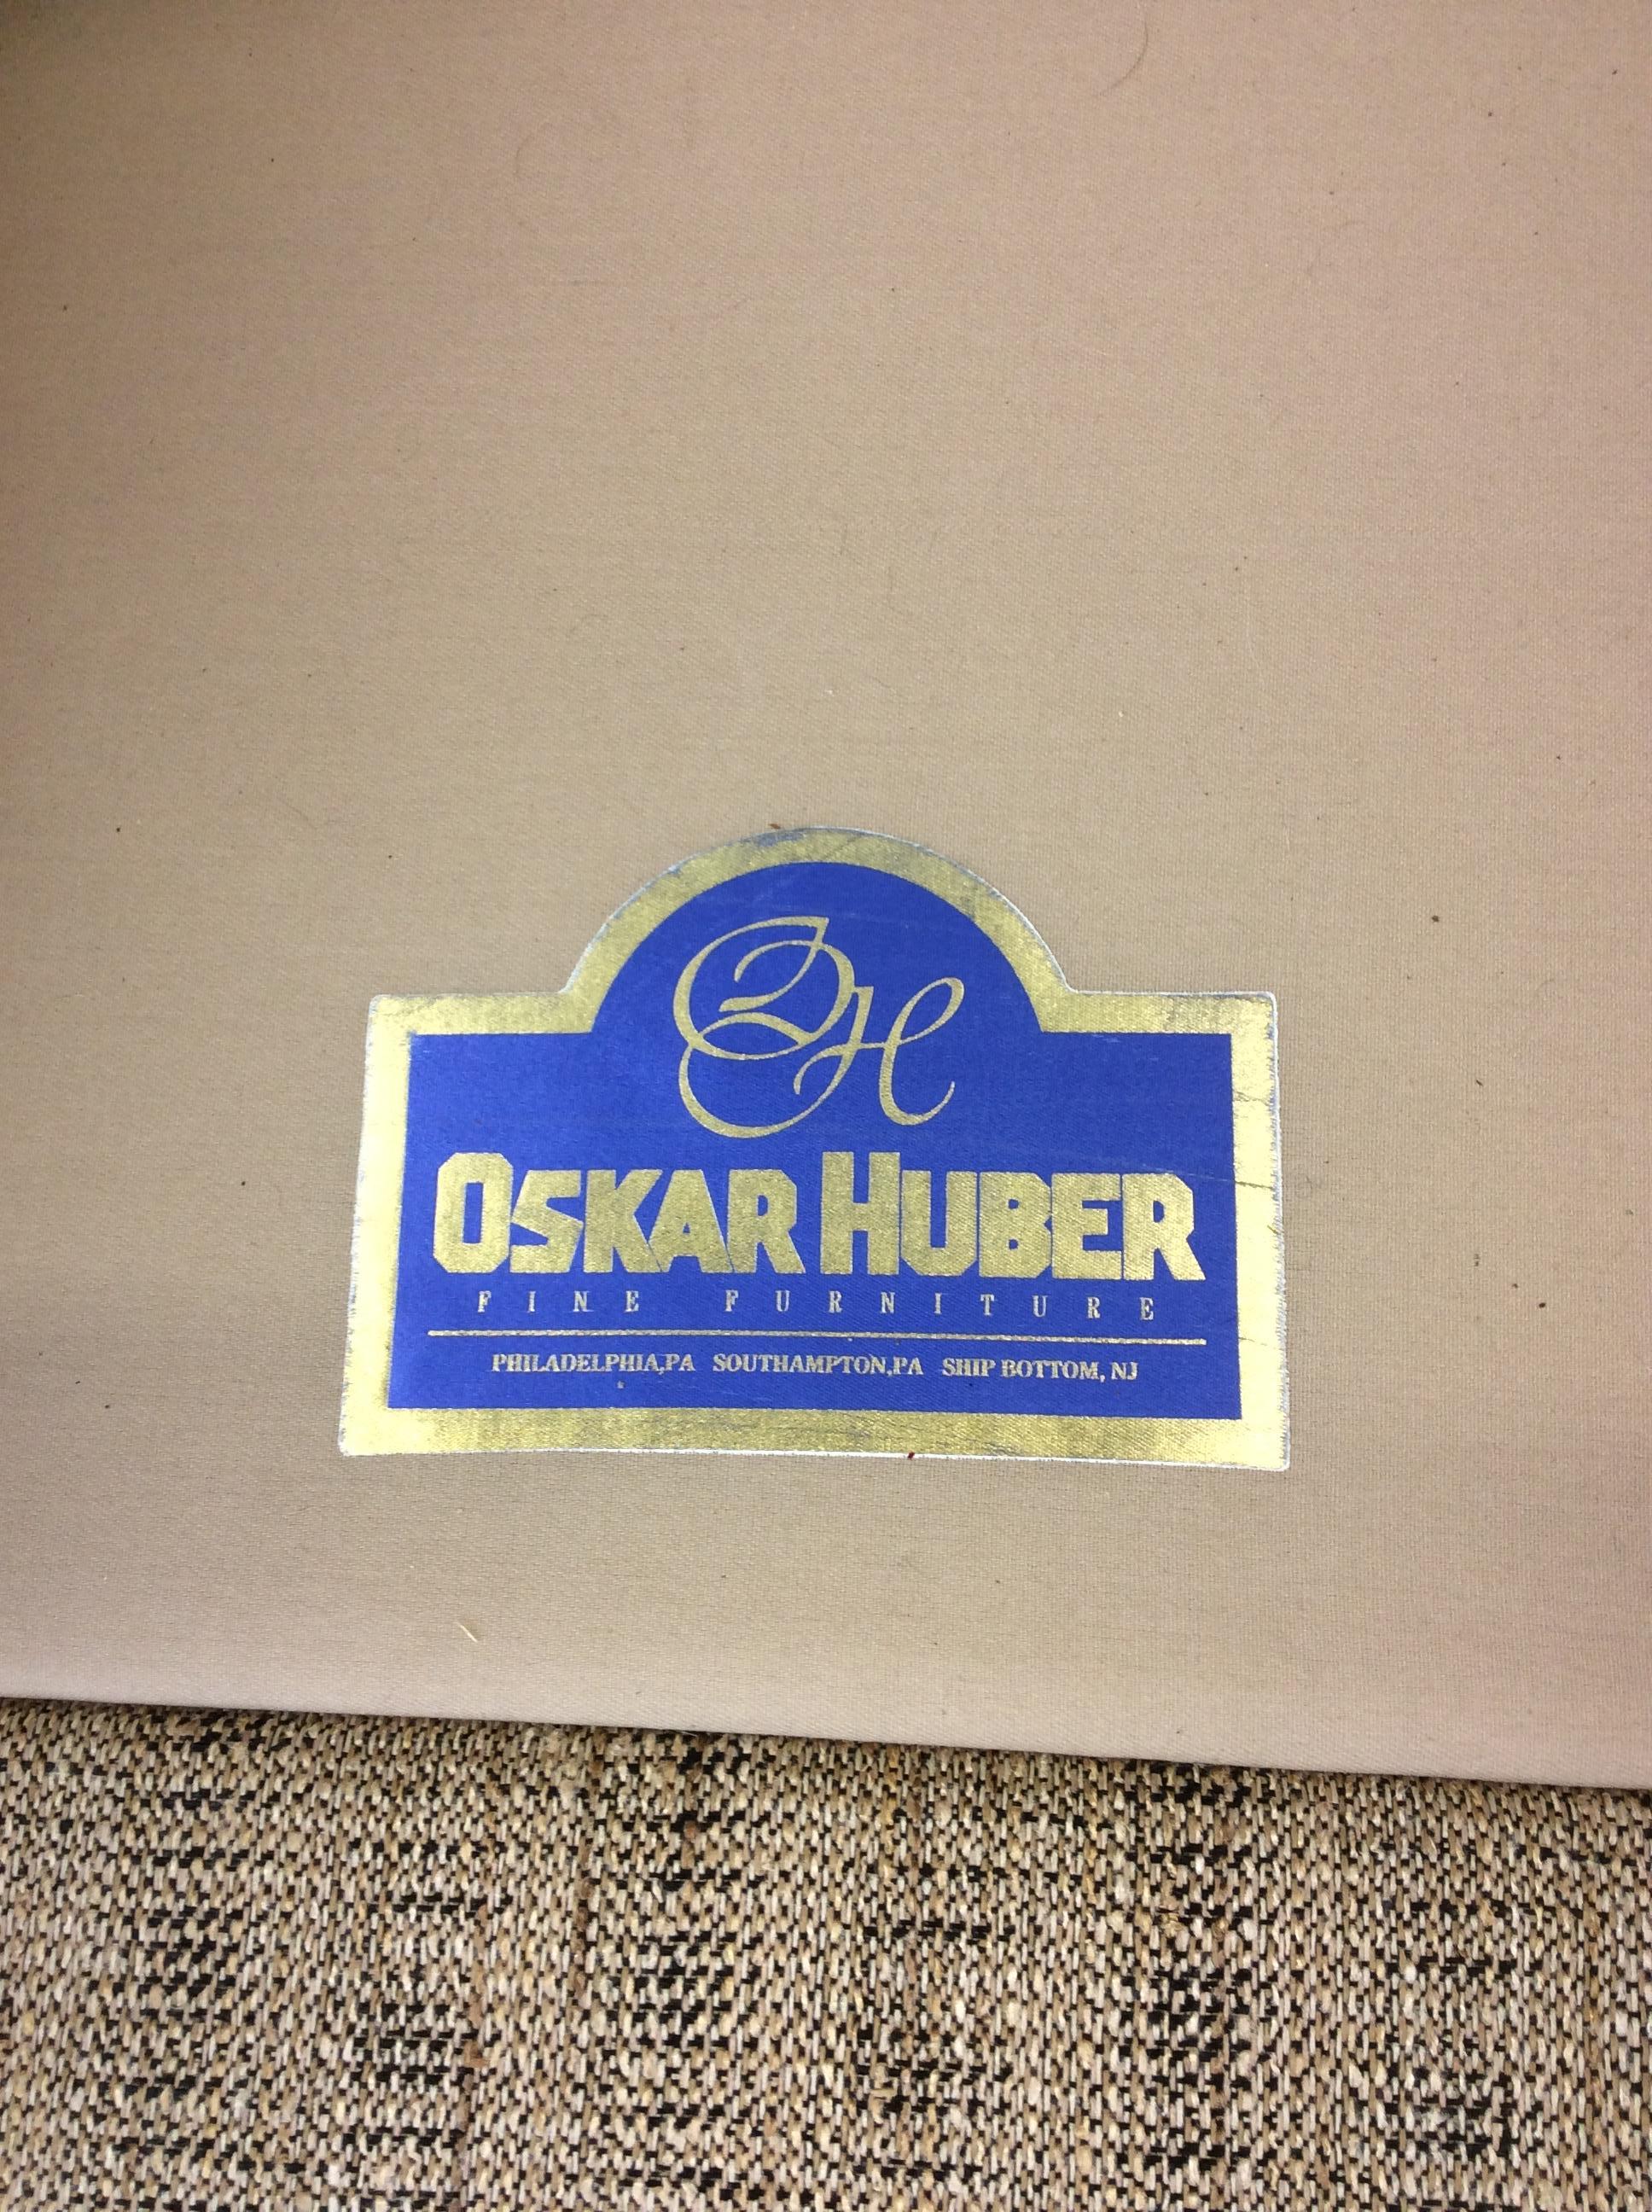 OH
OSKAR HUBER
FINE FURNITURE
PHILADELPHIA,PA SOUTHAMPTON,PA SHIP BOTTOM, NJ